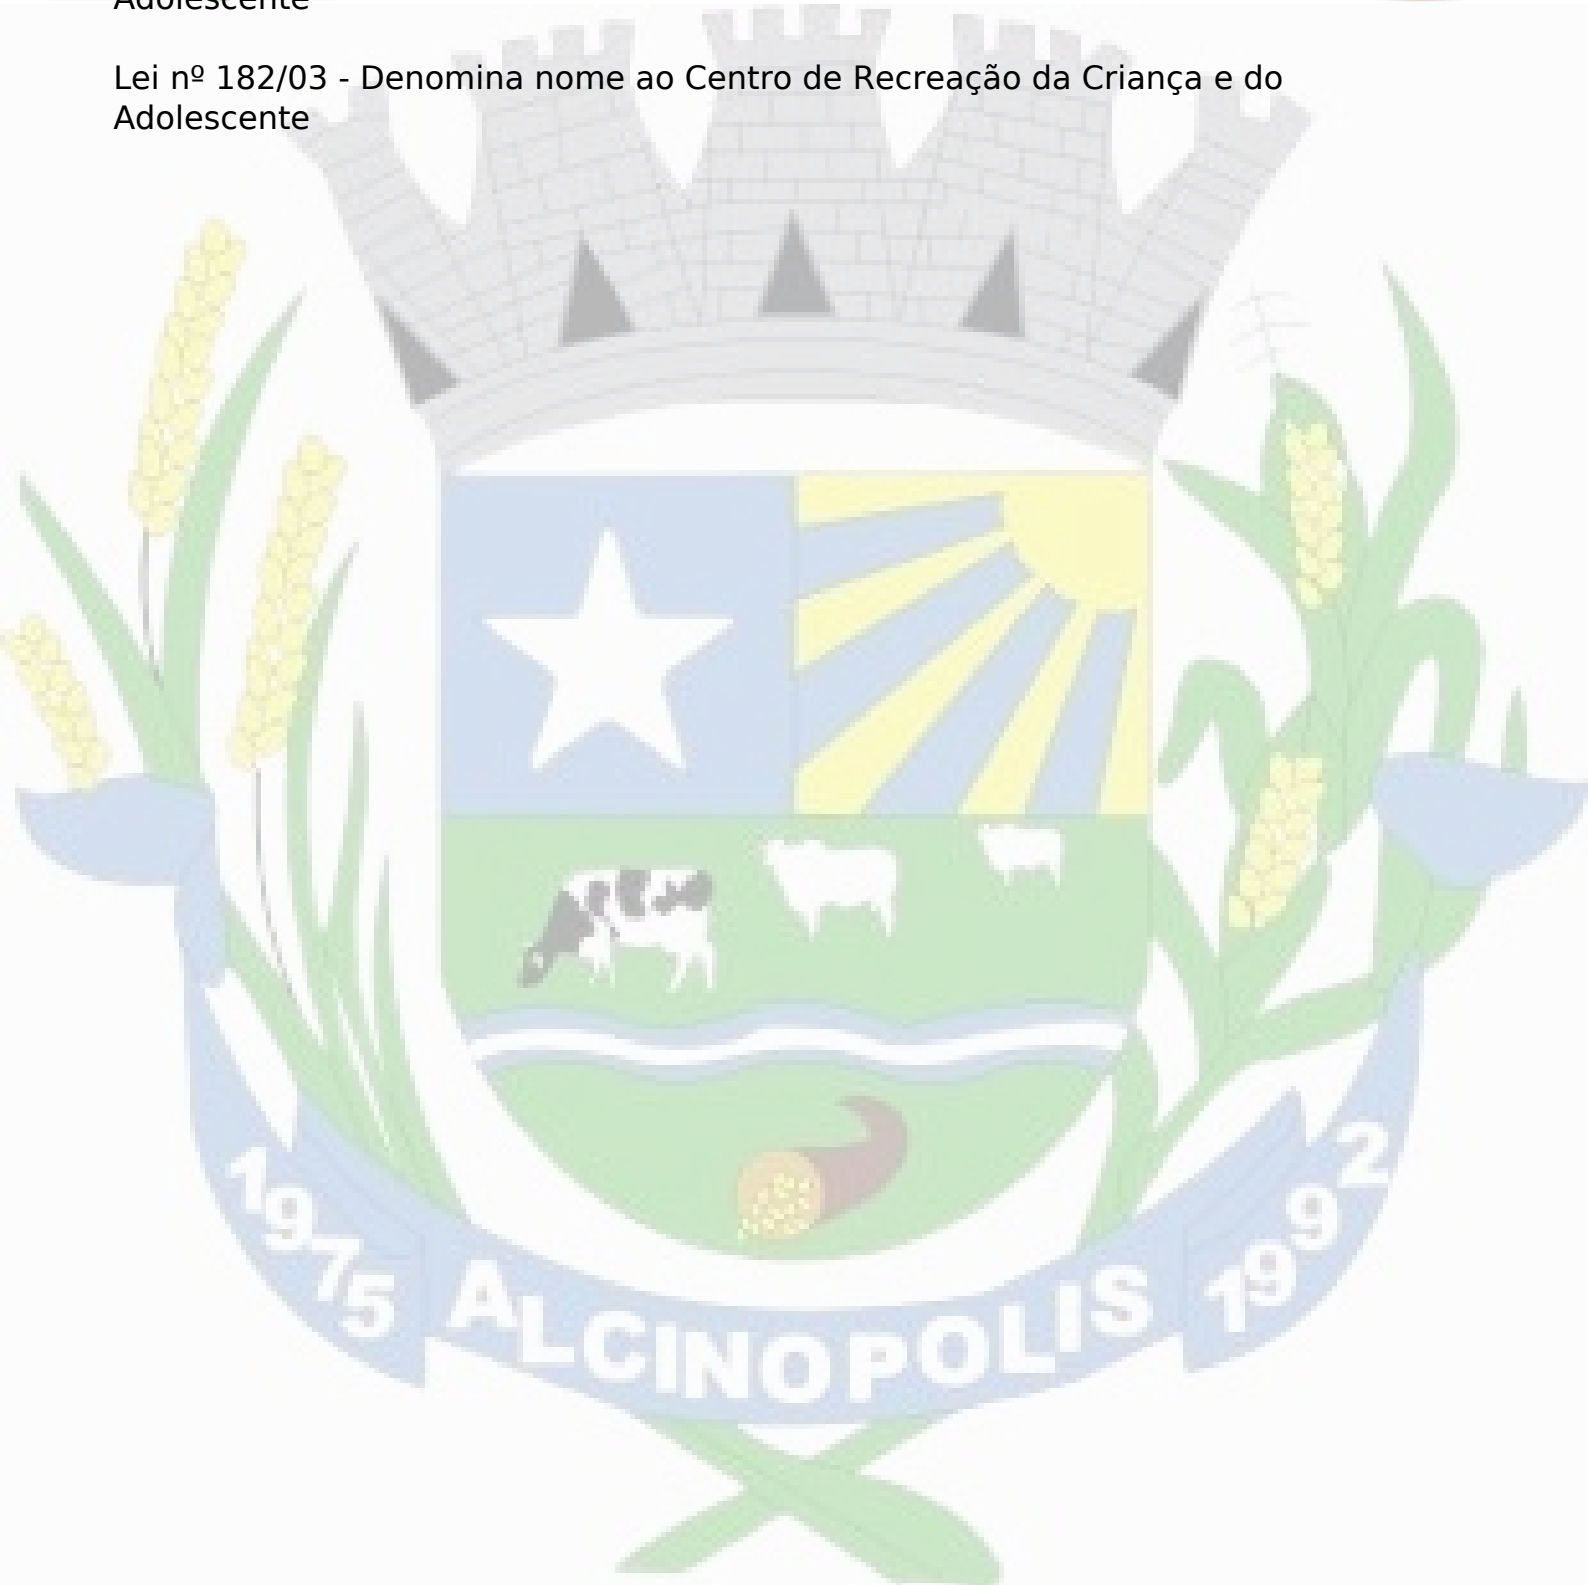 Adolescente
Lei nº 182/03 - Denomina nome ao Centro de Recreação da Criança e do
Adolescente
1975
ALCINOPOLIS
1992